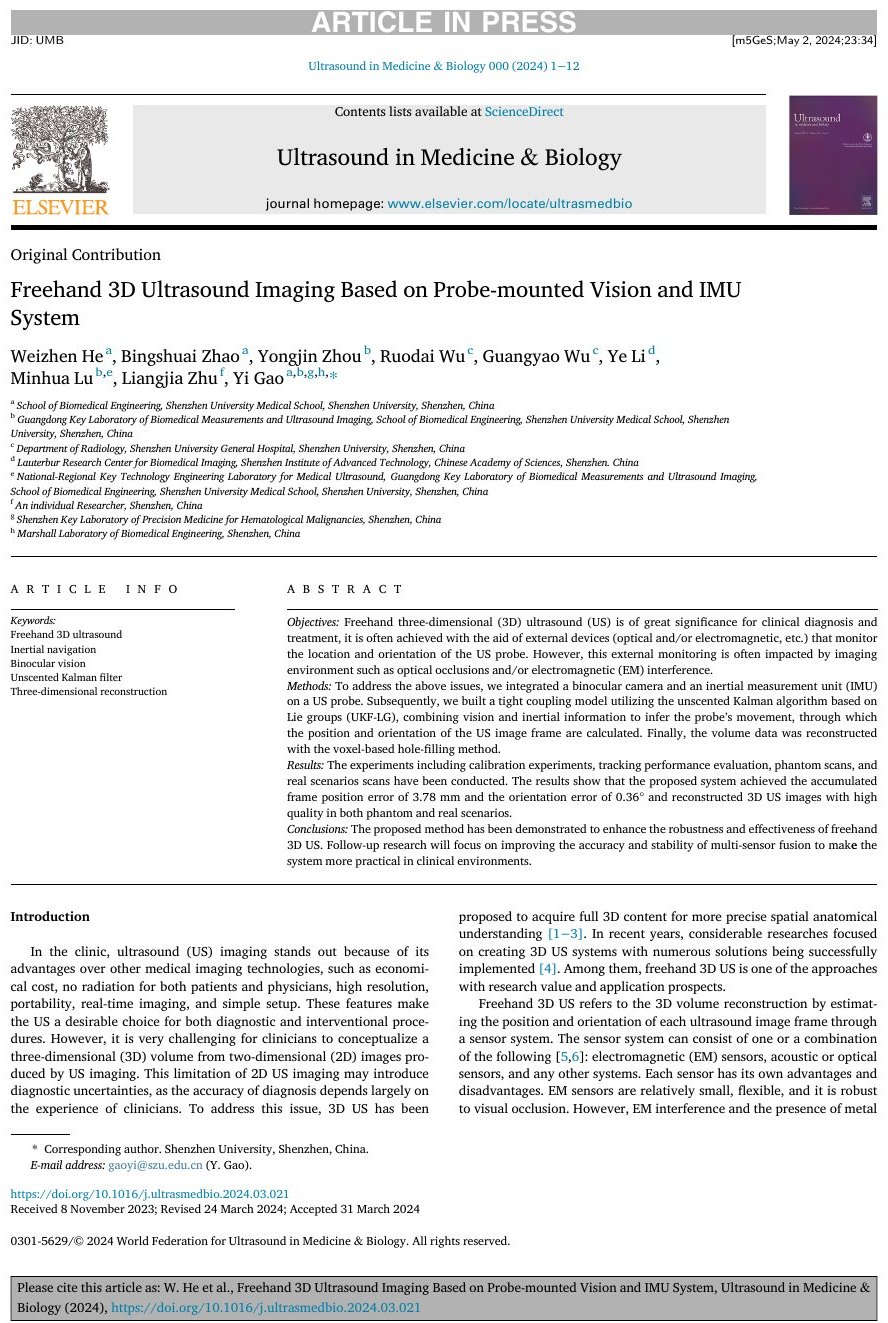 ARTICLE IN PRESS
JID: UMB
[m5GeS;May 2, 2024;23:34]
Ultrasound in Medicine & Biology 000 (2024) 1−12
Contents lists available at ScienceDirect
Ultrasound in Medicine & Biology
journal homepage: www.elsevier.com/locate/ultrasmedbio
ELSEVIER
Ultrasound
Original Contribution
Freehand 3D Ultrasound Imaging Based on Probe-mounted Vision and IMU
System
Weizhen He a, Bingshuai Zhao a, Yongjin Zhou b, Ruodai Wu c, Guangyao Wu c, Ye Li d,
Minhua Lu b,e, Liangjia Zhu f, Yi Gao a,b,g,h,*
a School of Biomedical Engineering, Shenzhen University Medical School, Shenzhen University, Shenzhen, China
b Guangdong Key Laboratory of Biomedical Measurements and Ultrasound Imaging, School of Biomedical Engineering, Shenzhen University Medical School, Shenzhen
University, Shenzhen, China
c Department of Radiology, Shenzhen University General Hospital, Shenzhen University, Shenzhen, China
d Lauterbur Research Center for Biomedical Imaging, Shenzhen Institute of Advanced Technology, Chinese Academy of Sciences, Shenzhen. China
e National-Regional Key Technology Engineering Laboratory for Medical Ultrasound, Guangdong Key Laboratory of Biomedical Measurements and Ultrasound Imaging,
School of Biomedical Engineering, Shenzhen University Medical School, Shenzhen University, Shenzhen, China
f An individual Researcher, Shenzhen, China
g Shenzhen Key Laboratory of Precision Medicine for Hematological Malignancies, Shenzhen, China
h Marshall Laboratory of Biomedical Engineering, Shenzhen, China
ARTICLE INFO
Keywords:
Freehand 3D ultrasound
Inertial navigation
Binocular vision
Unscented Kalman filter
Three-dimensional reconstruction
ABSTRACT
Objectives: Freehand three-dimensional (3D) ultrasound (US) is of great significance for clinical diagnosis and
treatment, it is often achieved with the aid of external devices (optical and/or electromagnetic, etc.) that monitor
the location and orientation of the US probe. However, this external monitoring is often impacted by imaging
environment such as optical occlusions and/or electromagnetic (EM) interference.
Methods: To address the above issues, we integrated a binocular camera and an inertial measurement unit (IMU)
on a US probe. Subsequently, we built a tight coupling model utilizing the unscented Kalman algorithm based on
Lie groups (UKF-LG), combining vision and inertial information to infer the probe's movement, through which
the position and orientation of the US image frame are calculated. Finally, the volume data was reconstructed
with the voxel-based hole-filling method.
Results: The experiments including calibration experiments, tracking performance evaluation, phantom scans, and
real scenarios scans have been conducted. The results show that the proposed system achieved the accumulated
frame position error of 3.78 mm and the orientation error of 0.36° and reconstructed 3D US images with high
quality in both phantom and real scenarios.
Conclusions: The proposed method has been demonstrated to enhance the robustness and effectiveness of freehand
3D US. Follow-up research will focus on improving the accuracy and stability of multi-sensor fusion to make the
system more practical in clinical environments.
Introduction
In the clinic, ultrasound (US) imaging stands out because of its
advantages over other medical imaging technologies, such as economi-
cal cost, no radiation for both patients and physicians, high resolution,
portability, real-time imaging, and simple setup. These features make
the US a desirable choice for both diagnostic and interventional proce-
dures. However, it is very challenging for clinicians to conceptualize a
three-dimensional (3D) volume from two-dimensional (2D) images pro-
duced by US imaging. This limitation of 2D US imaging may introduce
diagnostic uncertainties, as the accuracy of diagnosis depends largely on
the experience of clinicians. To address this issue, 3D US has been
proposed to acquire full 3D content for more precise spatial anatomical
understanding [1−3]. In recent years, considerable researches focused
on creating 3D US systems with numerous solutions being successfully
implemented [4]. Among them, freehand 3D US is one of the approaches
with research value and application prospects.
Freehand 3D US refers to the 3D volume reconstruction by estimat-
ing the position and orientation of each ultrasound image frame through
a sensor system. The sensor system can consist of one or a combination
of the following [5,6]: electromagnetic (EM) sensors, acoustic or optical
sensors, and any other systems. Each sensor has its own advantages and
disadvantages. EM sensors are relatively small, flexible, and it is robust
to visual occlusion. However, EM interference and the presence of metal
* Corresponding author. Shenzhen University, Shenzhen, China.
E-mail address: gaoyi@szu.edu.cn (Y. Gao).
https://doi.org/10.1016/j.ultrasmedbio.2024.03.021
Received 8 November 2023; Revised 24 March 2024; Accepted 31 March 2024
0301-5629/© 2024 World Federation for Ultrasound in Medicine & Biology. All rights reserved.
Please cite this article as: W. He et al., Freehand 3D Ultrasound Imaging Based on Probe-mounted Vision and IMU System, Ultrasound in Medicine &
Biology (2024), https://doi.org/10.1016/j.ultrasmedbio.2024.03.021